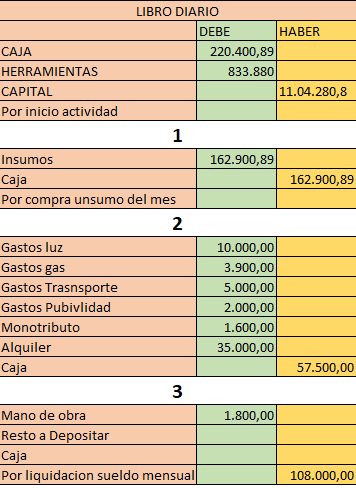 LIBRO DIARIO
DEBE HABER
CAJA 220.400,89
HERRAMIENTAS 833.880
CAPITAL 11.04.280,8
Por inicio actividad
1
Insumos 162.900,89
Caja 162.900,89
Por compra unsumo del mes
2
Gastos luz 10.000,00
Gastos gas 3.900,00
Gastos Trasnsporte 5.000,00
Gastos Pubivlidad 2.000,00
Monotributo 1.600,00
Alquiler 35.000,00
Caja 57.500,00
3
Mano de obra 1.800,00
Resto a Depositar
Caja
Por liquidacion sueldo mensual 108.000,00